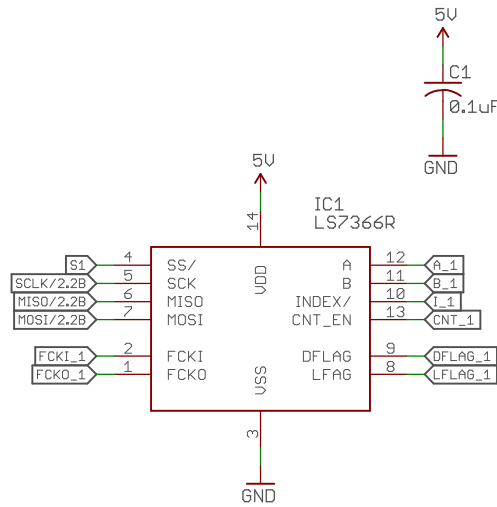 5V
C1
0.1uF
GND
5V
IC1
LS7366R
14
VDD
S1 4 SS/ A 12 A_1
SCLK/2.2B 5 SCK B 11 B_1
MISO/2.2B 6 MISO INDEX/ 10 I_1
MOSI/2.2B 7 MOSI CNT_EN 13 CNT_1
FCKI_1 2 FCKI DFLAG 9 DFLAG_1
FCKO_1 1 FCKO LFAG 8 LFLAG_1
VSS
3
GND